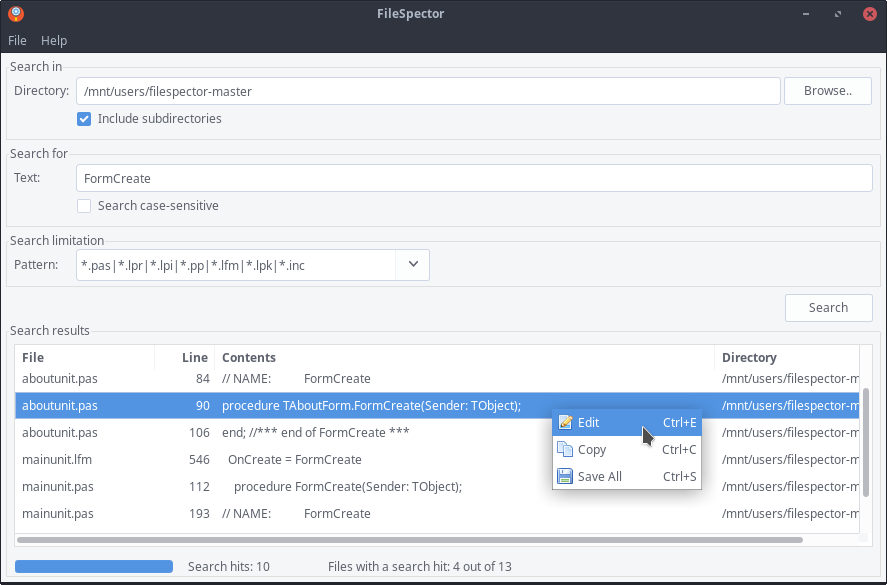 FileSpector
File Help
Search in
Directory: /mnt/users/filespector-master Browse..
Include subdirectories
Search for
Text: FormCreate
Search case-sensitive
Search limitation
Pattern: *.pas|*.lpr|*.lpi|*.pp|*.lfm|*.lpk|*.inc
Search
Search results
File Line Contents Directory
aboutunit.pas 84 // NAME: FormCreate /mnt/users/filespector-m
aboutunit.pas 90 procedure TAboutForm.FormCreate(Sender: TObject); /mnt/users/filespector-m
Edit Ctrl+E
aboutunit.pas 106 end; //*** end of FormCreate *** /mnt/users/filespector-m
Copy Ctrl+C
mainunit.lfm 546 OnCreate = FormCreate /mnt/users/filespector-m
Save All Ctrl+S
mainunit.pas 112 procedure FormCreate(Sender: TObject); /mnt/users/filespector-m
mainunit.pas 193 // NAME: FormCreate /mnt/users/filespector-m
Search hits: 10 Files with a search hit: 4 out of 13